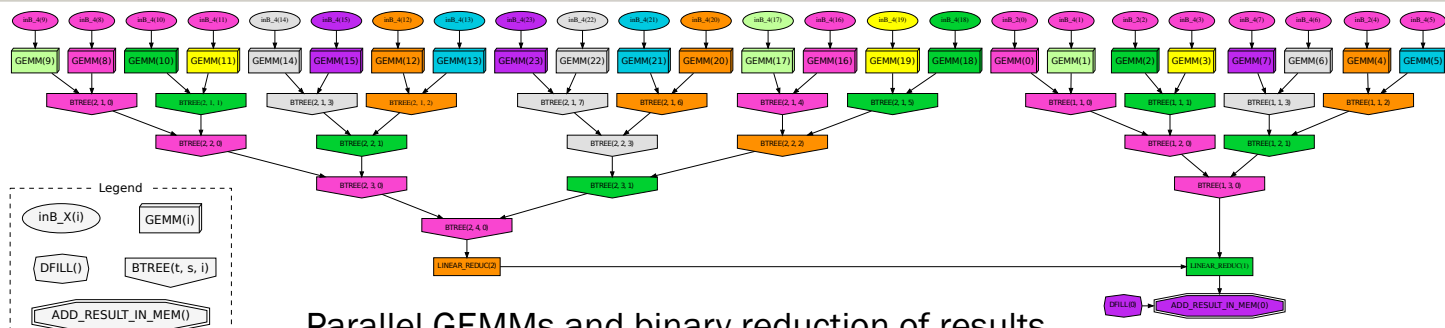 inB_4(9) inB_4(8) inB_4(10) inB_4(11) inB_4(14) inB_4(15) inB_4(12) inB_4(13) inB_4(23) inB_4(22) inB_4(21) inB_4(20) inB_4(17) inB_4(16) inB_4(19) inB_4(18) inB_2(0) inB_4(1) inB_2(2) inB_4(3) inB_4(7) inB_4(6) inB_2(4) inB_4(5)
GEMM(9) GEMM(8) GEMM(10) GEMM(11) GEMM(14) GEMM(15) GEMM(12) GEMM(13) GEMM(23) GEMM(22) GEMM(21) GEMM(20) GEMM(17) GEMM(16) GEMM(19) GEMM(18) GEMM(0) GEMM(1) GEMM(2) GEMM(3) GEMM(7) GEMM(6) GEMM(4) GEMM(5)
BTREE(2, 1, 0) BTREE(2, 1, 1) BTREE(2, 1, 3) BTREE(2, 1, 2) BTREE(2, 1, 7) BTREE(2, 1, 6) BTREE(2, 1, 4) BTREE(2, 1, 5) BTREE(1, 1, 0) BTREE(1, 1, 1) BTREE(1, 1, 3) BTREE(1, 1, 2)
BTREE(2, 2, 0) BTREE(2, 2, 1) BTREE(2, 2, 3) BTREE(2, 2, 2) BTREE(1, 2, 0) BTREE(1, 2, 1)
BTREE(2, 3, 0) BTREE(2, 3, 1) BTREE(1, 3, 0)
BTREE(2, 4, 0)
LINEAR_REDUC(2) LINEAR_REDUC(1)
DFILL(0) ADD_RESULT_IN_MEM(0)
Legend
inB_X(i) GEMM(i)
DFILL() BTREE(t, s, i)
ADD_RESULT_IN_MEM()
Parallel GEMMs and binary reduction of results